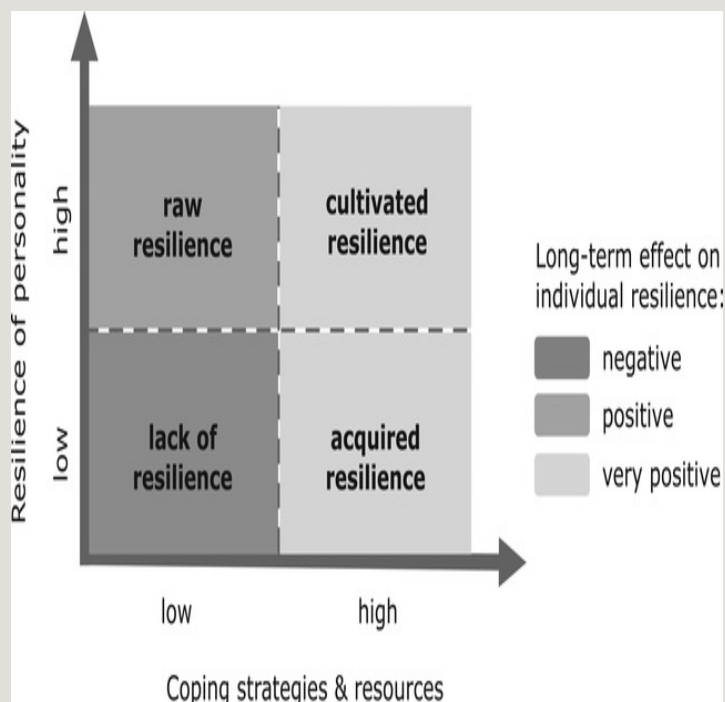 Resilience of personality
high
low
raw
resilience
cultivated
resilience
lack of
resilience
acquired
resilience
low
high
Coping strategies & resources
Long-term effect on
individual resilience:
negative
positive
very positive